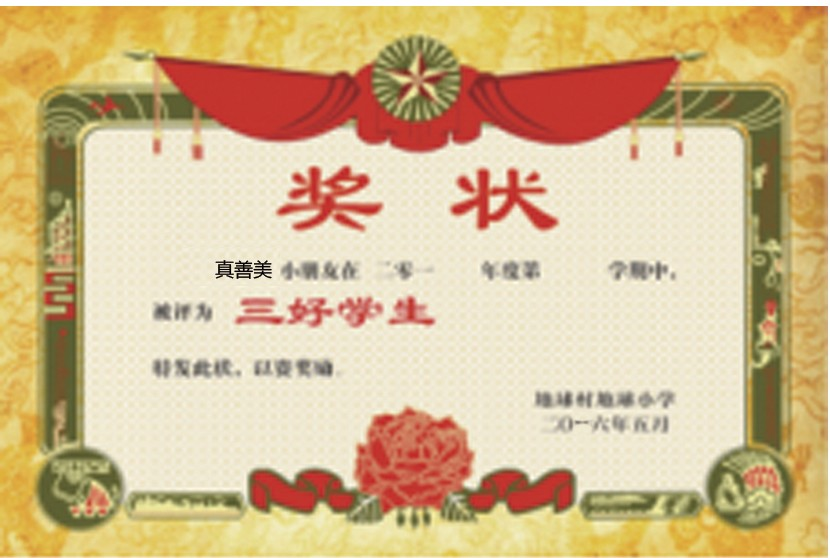 奖 状
真善美 小朋友在 二零一 年度第 学期中，
被评为 三好学生
特发此状，以资奖励。
地球村地球小学
二〇一六年五月